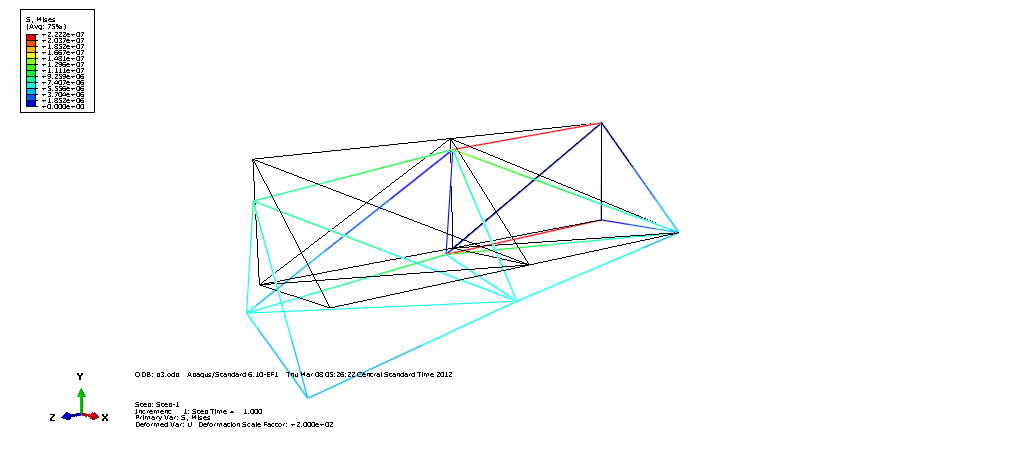 S, Mises
(Avg: 75%)
+2.222e+07
+2.037e+07
+1.852e+07
+1.667e+07
+1.481e+07
+1.296e+07
+1.111e+07
+9.259e+06
+7.407e+06
+5.556e+06
+3.704e+06
+1.852e+06
+0.000e+00
Y
Z X
ODB: p3.odb Abaqus/Standard 6.10-EF1 Thu Mar 08 05:26:22 Central Standard Time 2012
Step: Step-1
Increment 1: Step Time = 1.000
Primary Var: S, Mises
Deformed Var: U Deformation Scale Factor: +2.000e+02